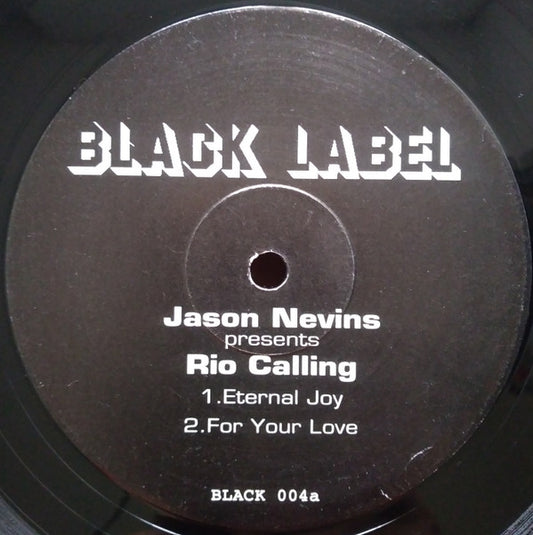 BLACK LABEL
Jason Nevins
presents
Rio Calling
1.Eternal Joy
2.For Your Love
BLACK 004a